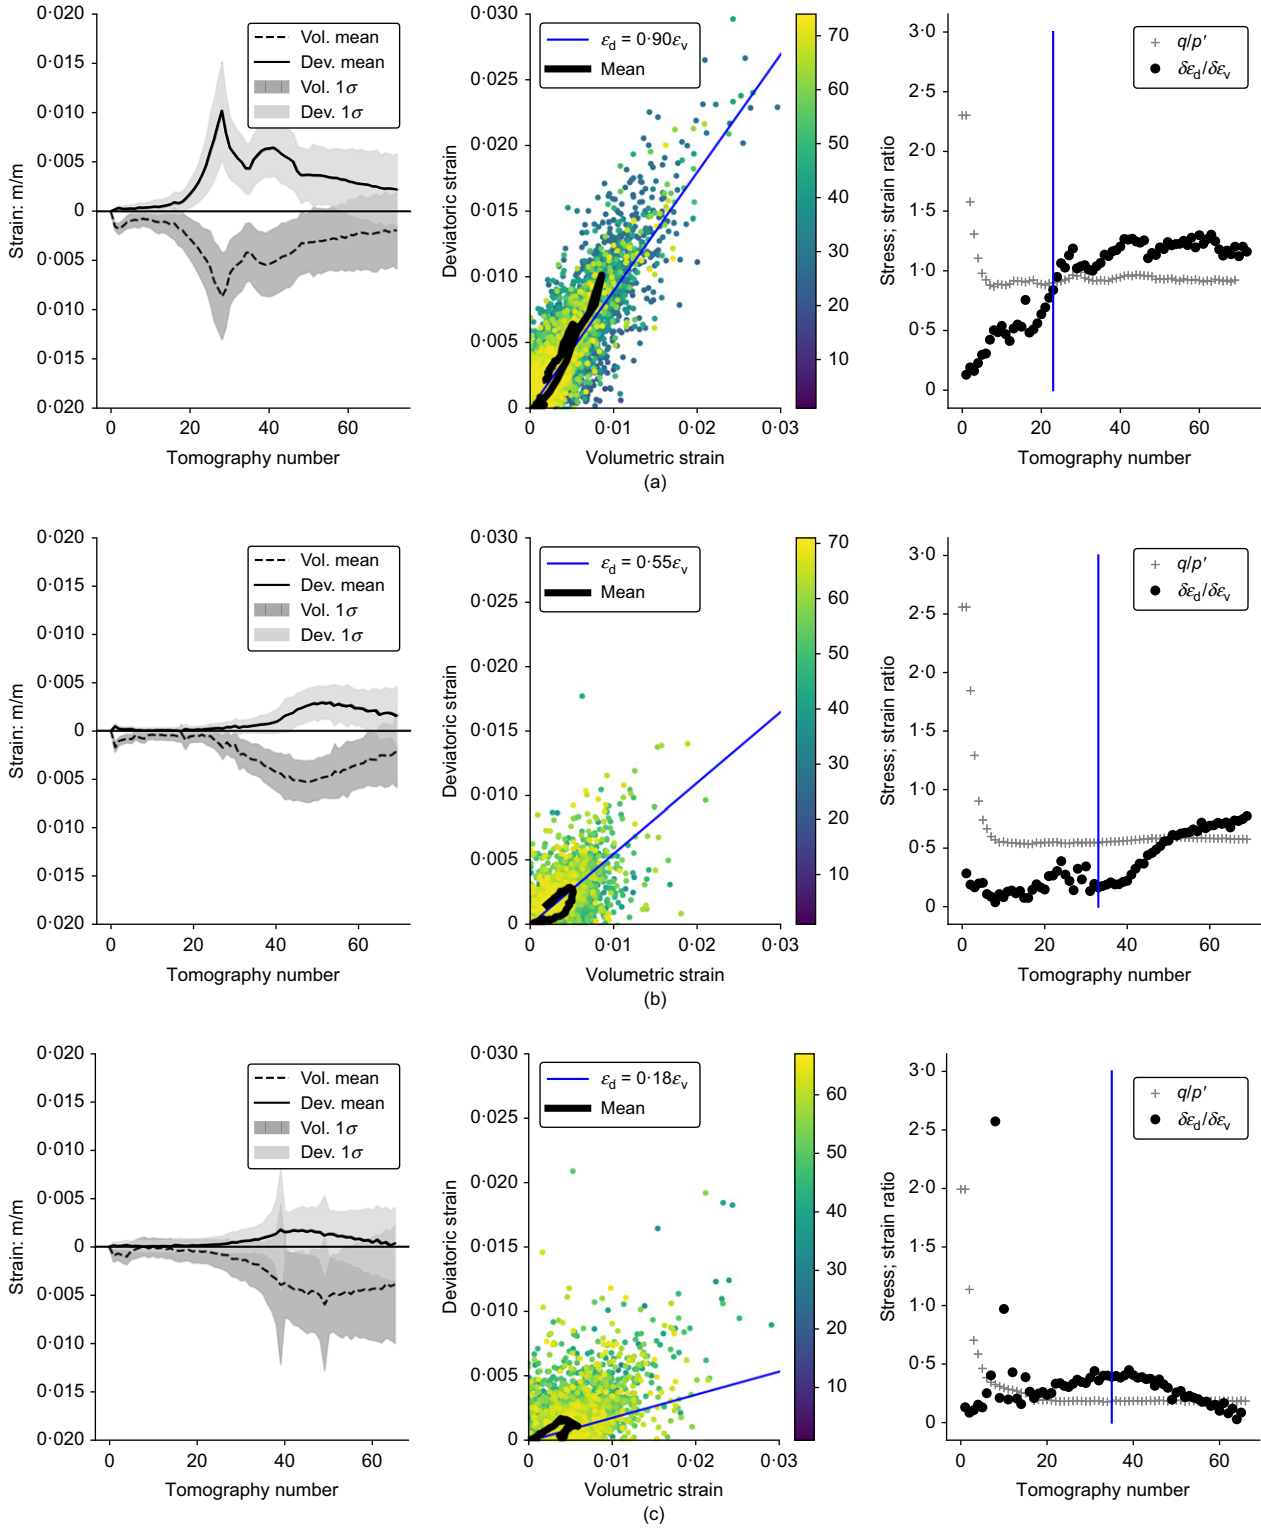 0·020
0·015
0·010
0·005
0
0·005
0·010
0·015
0·020
Strain: m/m
Vol. mean
Dev. mean
Vol. 1σ
Dev. 1σ
0 20 40 60
Tomography number
0·030
0·025
0·020
0·015
0·010
0·005
0
Deviatoric strain
εd = 0·90εv
Mean
0 0·01 0·02 0·03
Volumetric strain
70
60
50
40
30
20
10
3·0
2·5
2·0
1·5
1·0
0·5
0
Stress; strain ratio
q/p′
δεd/δεv
0 20 40 60
Tomography number
(a)
0·020
0·015
0·010
0·005
0
0·005
0·010
0·015
0·020
Strain: m/m
Vol. mean
Dev. mean
Vol. 1σ
Dev. 1σ
0 20 40 60
Tomography number
0·030
0·025
0·020
0·015
0·010
0·005
0
Deviatoric strain
εd = 0·55εv
Mean
0 0·01 0·02 0·03
Volumetric strain
70
60
50
40
30
20
10
3·0
2·5
2·0
1·5
1·0
0·5
0
Stress; strain ratio
q/p′
δεd/δεv
0 20 40 60
Tomography number
(b)
0·020
0·015
0·010
0·005
0
0·005
0·010
0·015
0·020
Strain: m/m
Vol. mean
Dev. mean
Vol. 1σ
Dev. 1σ
0 20 40 60
Tomography number
0·030
0·025
0·020
0·015
0·010
0·005
0
Deviatoric strain
εd = 0·18εv
Mean
0 0·01 0·02 0·03
Volumetric strain
60
50
40
30
20
10
3·0
2·5
2·0
1·5
1·0
0·5
0
Stress; strain ratio
q/p′
δεd/δεv
0 20 40 60
Tomography number
(c)